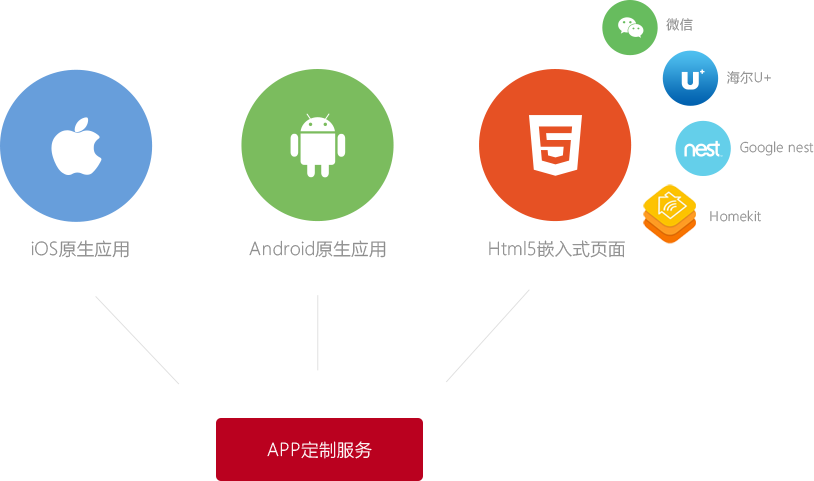 微信
U+
海尔U+
nest
Google nest
Homekit
5
iOS原生应用
Android原生应用
Html5嵌入式页面
APP定制服务